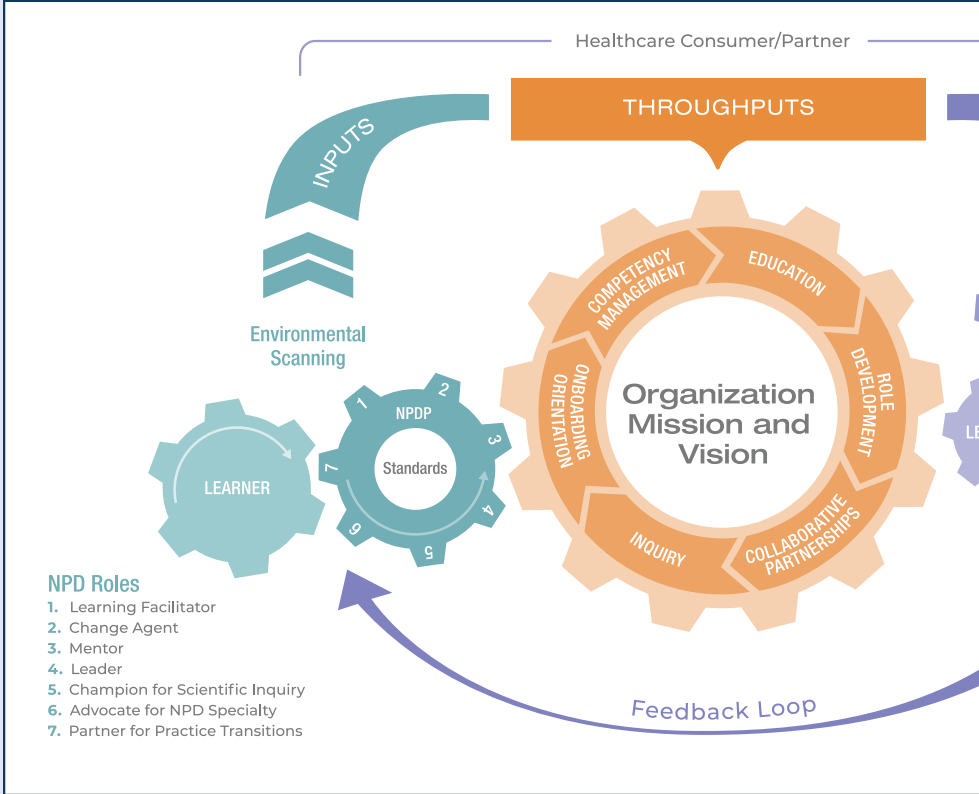 Healthcare Consumer/Partner
THROUGHPUTS
INPUTS
Environmental
Scanning
LEARNER
1
2
3
4
5
6
7
NPDP
Standards
COMPETENCY
MANAGEMENT
EDUCATION
ROLE
DEVELOPMENT
COLLABORATIVE
PARTNERSHIPS
INQUIRY
ONBOARDING
ORIENTATION
Organization
Mission and
Vision
LE
NPD Roles
1. Learning Facilitator
2. Change Agent
3. Mentor
4. Leader
5. Champion for Scientific Inquiry
6. Advocate for NPD Specialty
7. Partner for Practice Transitions
Feedback Loop